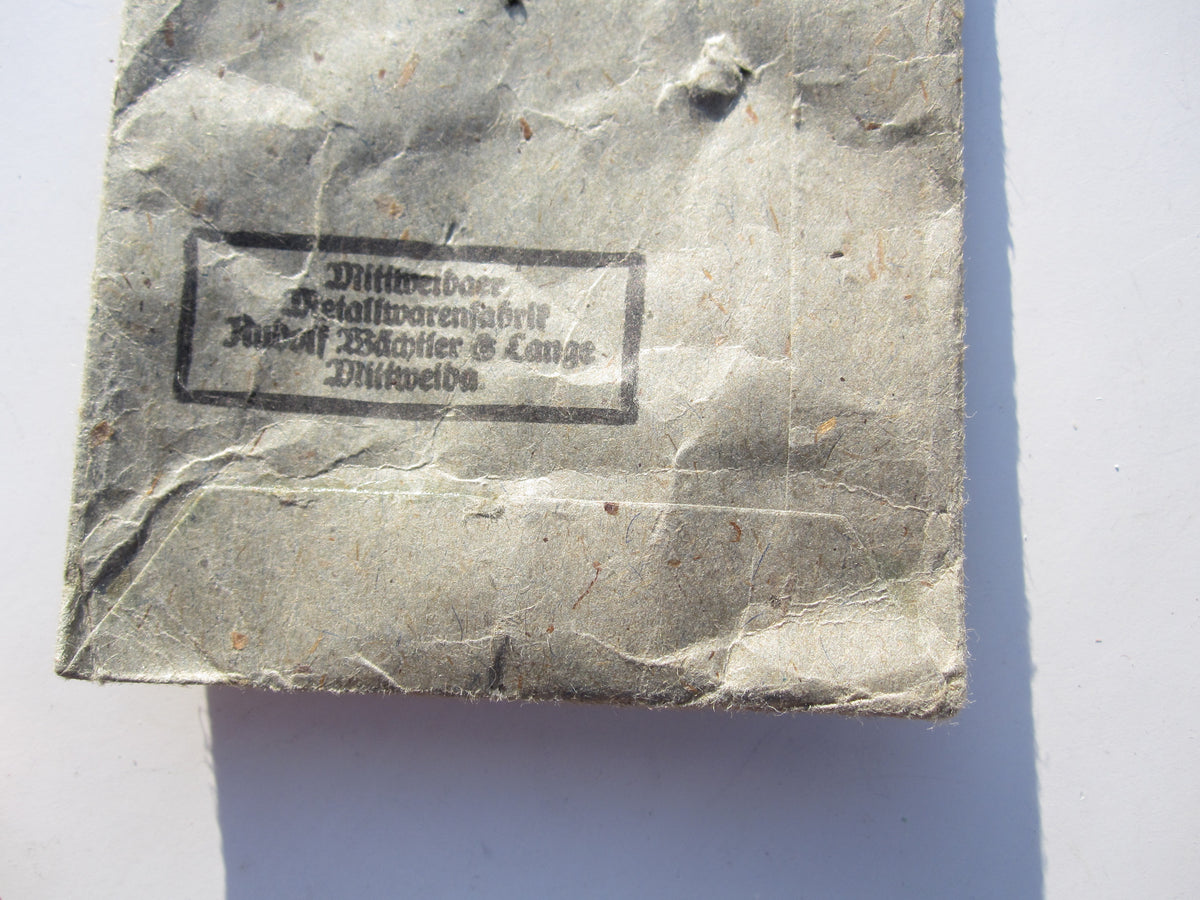 Mittweidaer
Metallwarenfabrik
Rudolf Wächtler & Lange
Mittweida